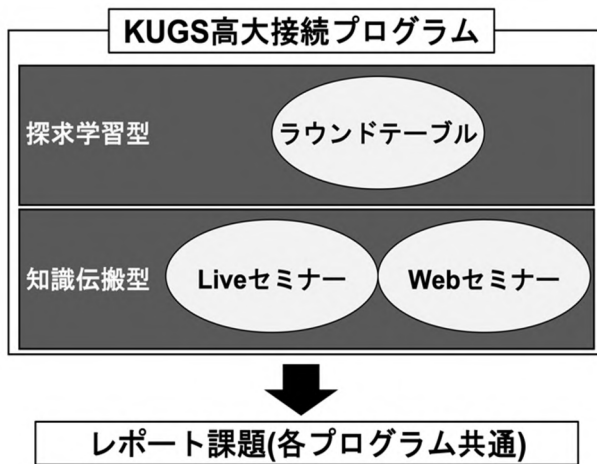 KUGS高大接続プログラム
探求学習型
ラウンドテーブル
知識伝搬型
Liveセミナー
Webセミナー
レポート課題(各プログラム共通)